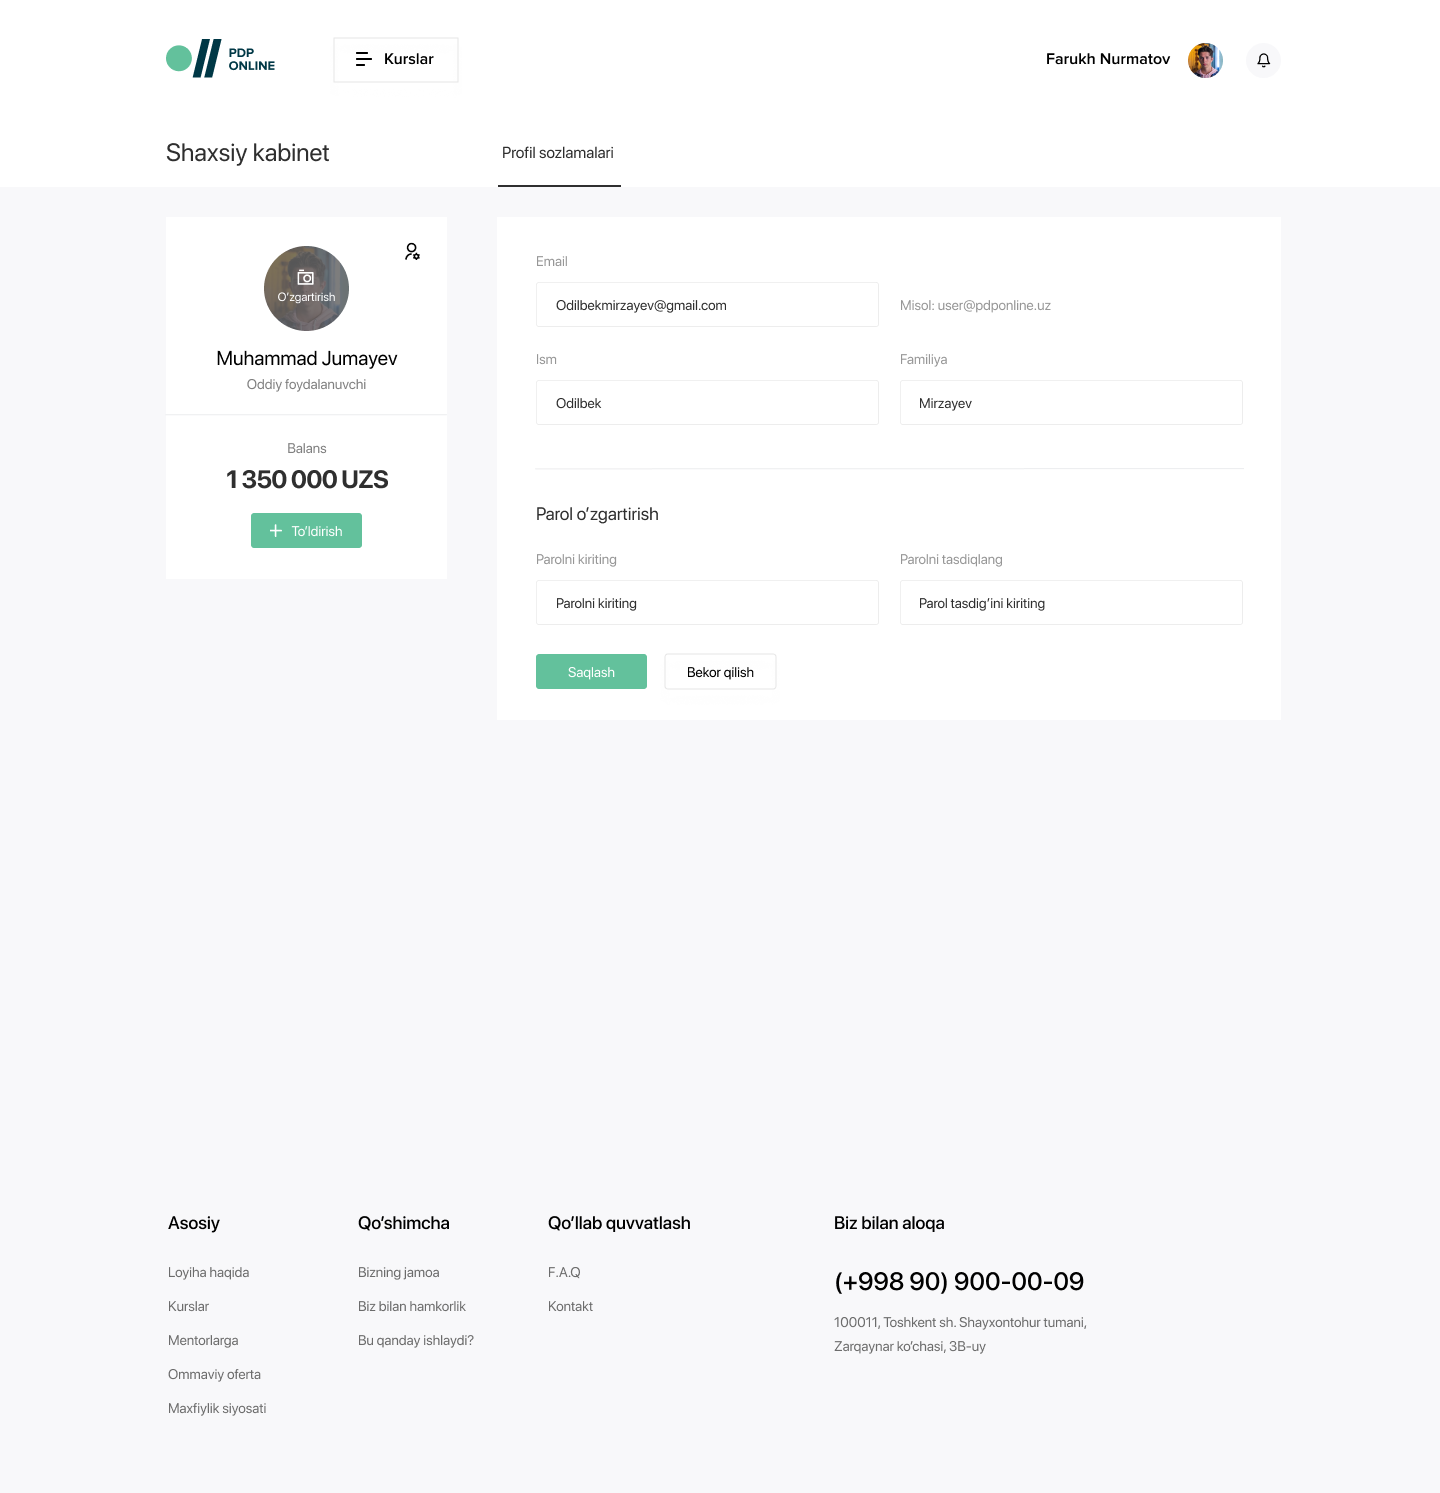 PDP
ONLINE
Kurslar
Farukh Nurmatov
Shaxsiy kabinet
Profil sozlamalari
O‘zgartirish
Muhammad Jumayev
Oddiy foydalanuvchi
Balans
1 350 000 UZS
To‘ldirish
Email
Odilbekmirzayev@gmail.com
Misol: user@pdponline.uz
Ism
Familiya
Odilbek
Mirzayev
Parol o‘zgartirish
Parolni kiriting
Parolni tasdiqlang
Parolni kiriting
Parol tasdig‘ini kiriting
Saqlash
Bekor qilish
Asosiy
Loyiha haqida
Kurslar
Mentorlarga
Ommaviy oferta
Maxfiylik siyosati
Qo‘shimcha
Bizning jamoa
Biz bilan hamkorlik
Bu qanday ishlaydi?
Qo‘llab quvvatlash
F.A.Q
Kontakt
Biz bilan aloqa
(+998 90) 900-00-09
100011, Toshkent sh. Shayxontohur tumani,
Zarqaynar ko‘chasi, 3B-uy